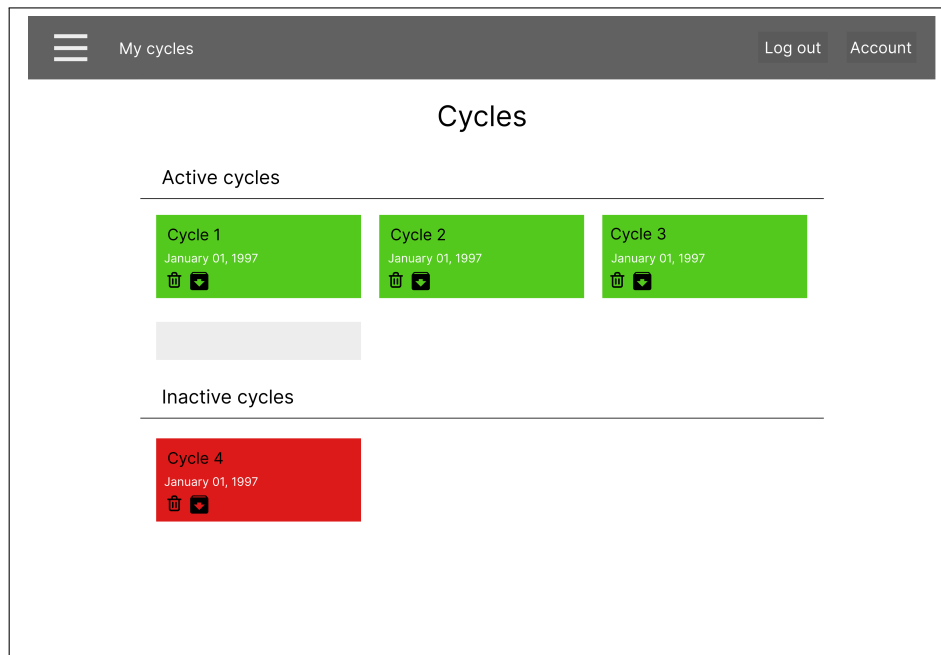 My cycles
Log out
Account
Cycles
Active cycles
Cycle 1
January 01, 1997
Cycle 2
January 01, 1997
Cycle 3
January 01, 1997
Inactive cycles
Cycle 4
January 01, 1997